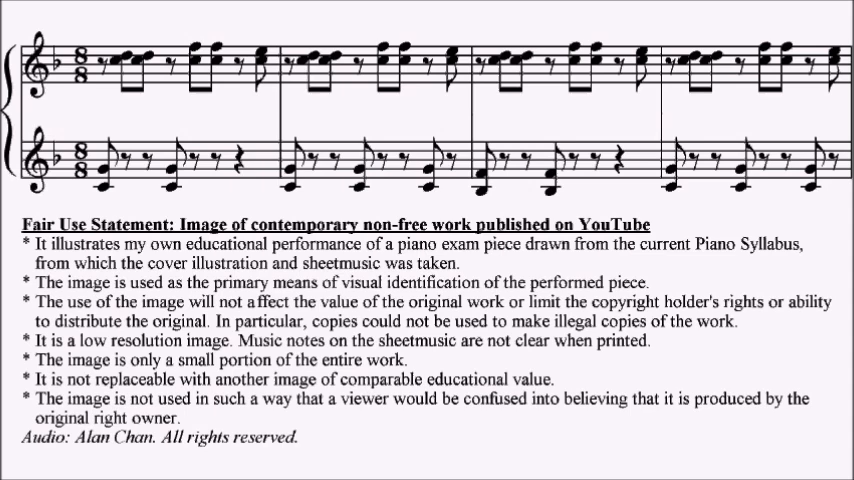 8 8
8 8
Fair Use Statement: Image of contemporary non-free work published on YouTube
* It illustrates my own educational performance of a piano exam piece drawn from the current Piano Syllabus,
from which the cover illustration and sheetmusic was taken.
* The image is used as the primary means of visual identification of the performed piece.
* The use of the image will not affect the value of the original work or limit the copyright holder's rights or ability
to distribute the original. In particular, copies could not be used to make illegal copies of the work.
* It is a low resolution image. Music notes on the sheetmusic are not clear when printed.
* The image is only a small portion of the entire work.
* It is not replaceable with another image of comparable educational value.
* The image is not used in such a way that a viewer would be confused into believing that it is produced by the
original right owner.
Audio: Alan Chan. All rights reserved.